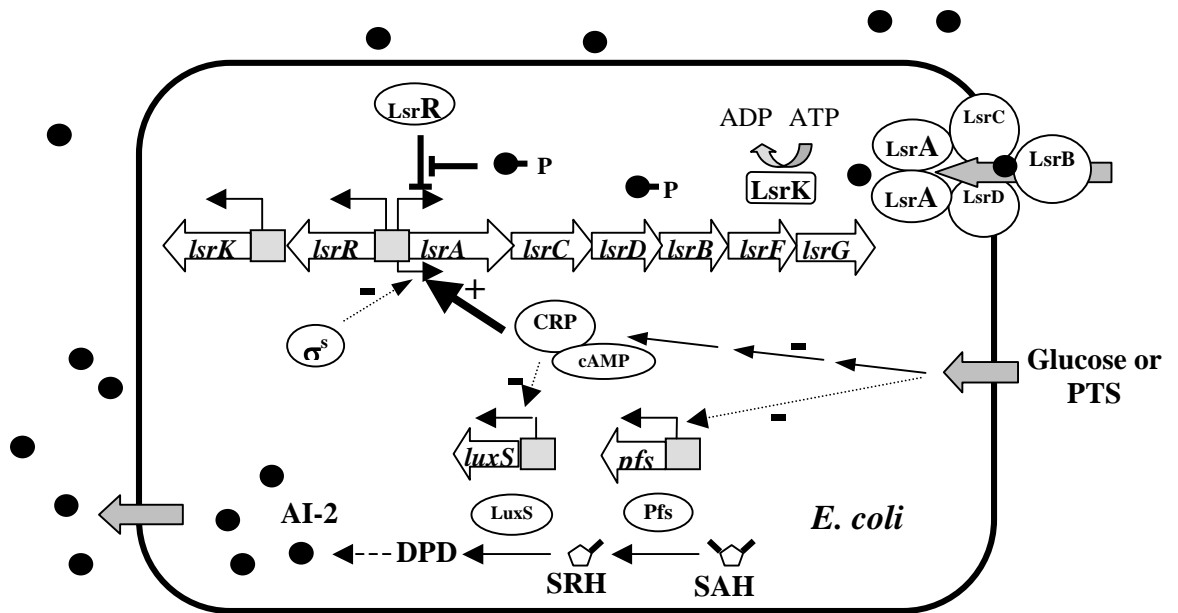 LsrR
P
ADP ATP
LsrK
LsrC
LsrA
LsrB
LsrA
LsrD
P
lsrK lsrR lsrA lsrC lsrD lsrB lsrF lsrG
-
+
σˢ
CRP
cAMP
-
Glucose or
PTS
-
-
luxS
pfs
LuxS
Pfs
AI-2
E. coli
DPD
SRH
SAH